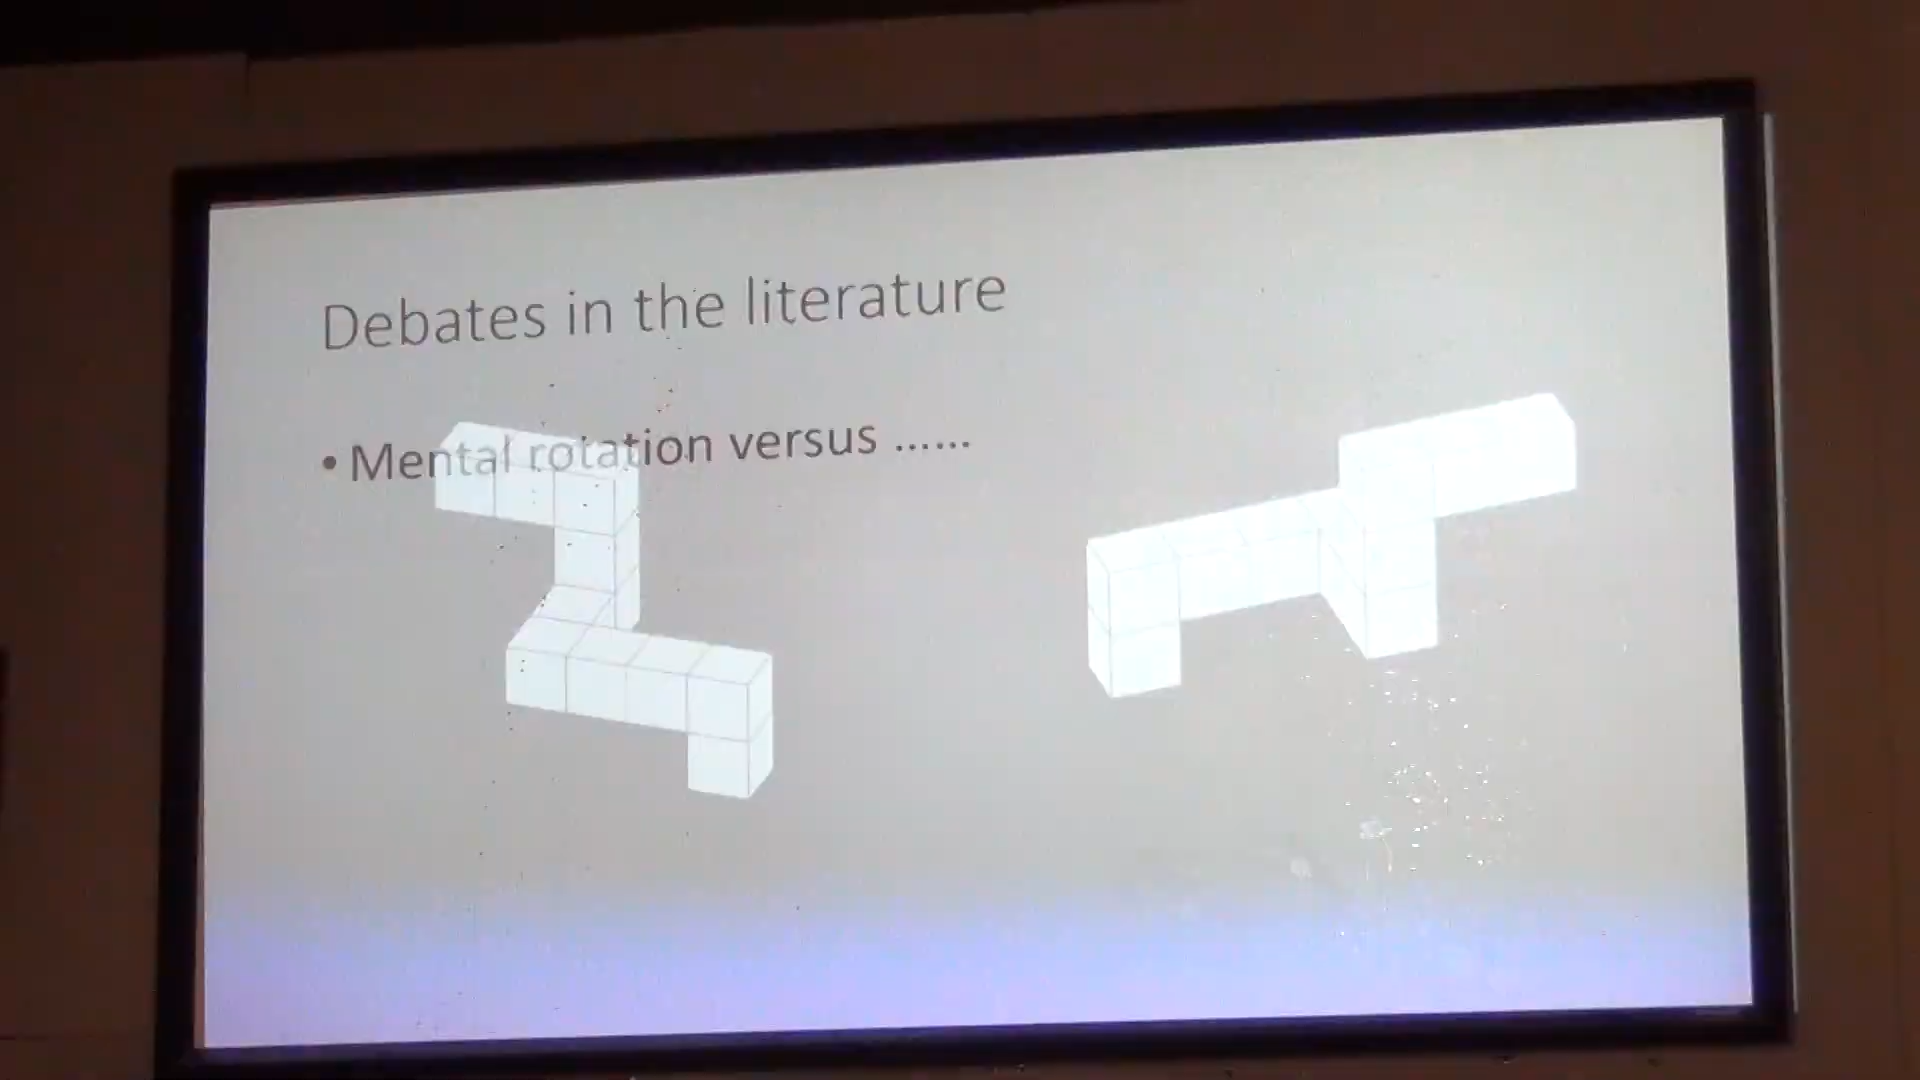 Debates in the literature
• Mental rotation versus ......